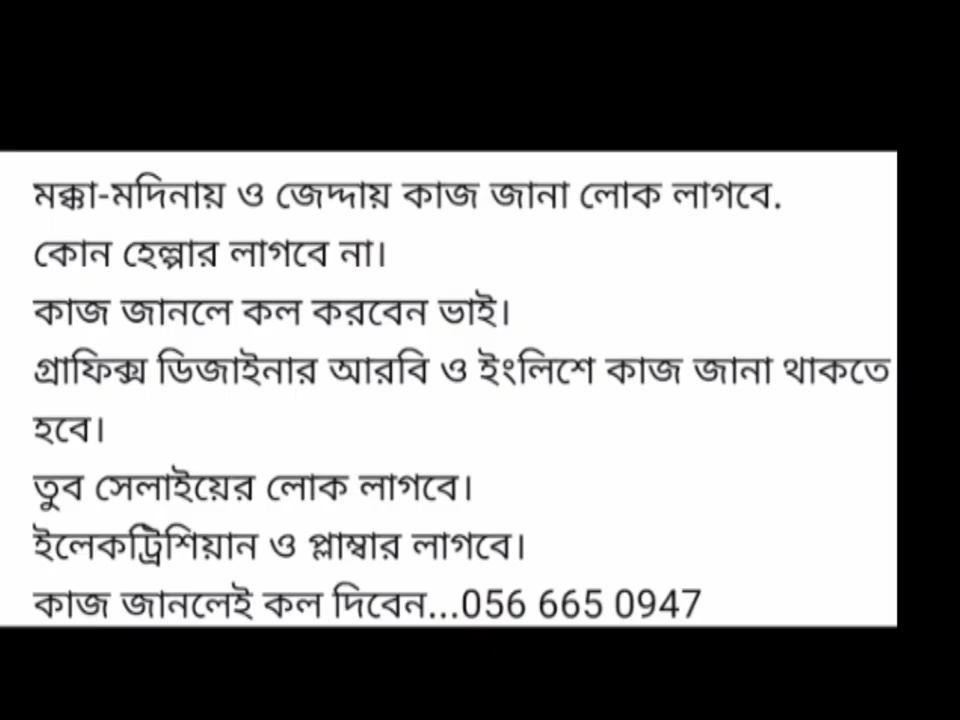 মক্কা-মদিনায় ও জেদ্দায় কাজ জানা লোক লাগবে.
কোন হেল্পার লাগবে না।
কাজ জানলে কল করবেন ভাই।
গ্রাফিক্স ডিজাইনার আরবি ও ইংলিশে কাজ জানা থাকতে
হবে।
তুব সেলাইয়ের লোক লাগবে।
ইলেকট্রিশিয়ান ও প্লাম্বার লাগবে।
কাজ জানলেই কল দিবেন...056 665 0947